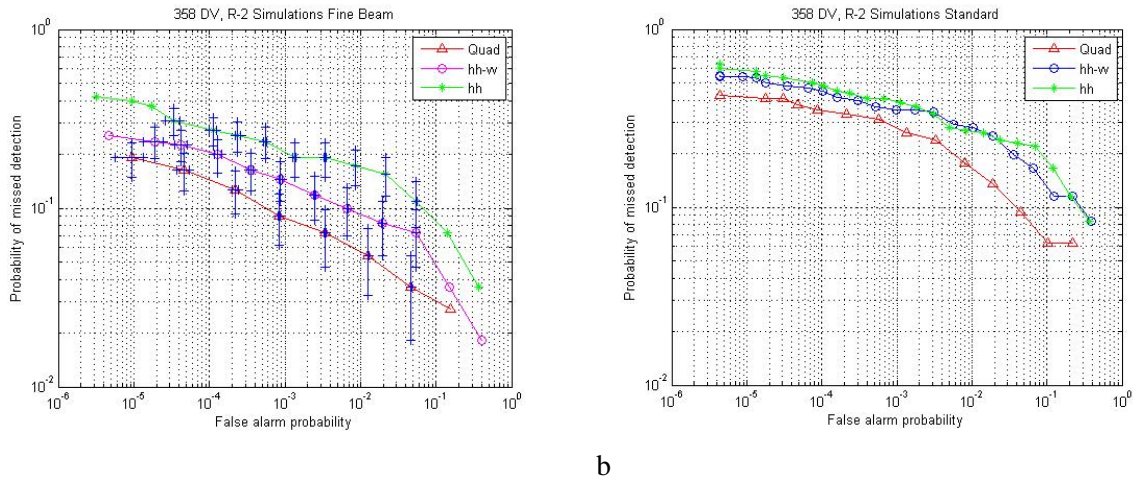 358 DV, R-2 Simulations Fine Beam
10^0
10^-1
10^-2
Probability of missed detection
Quad
hh-vv
hh
10^-6
10^-5
10^-4
10^-3
10^-2
10^-1
10^0
False alarm probability
358 DV, R-2 Simulations Standard
10^0
10^-1
10^-2
Probability of missed detection
Quad
hh-vv
hh
10^-6
10^-5
10^-4
10^-3
10^-2
10^-1
10^0
False alarm probability
b